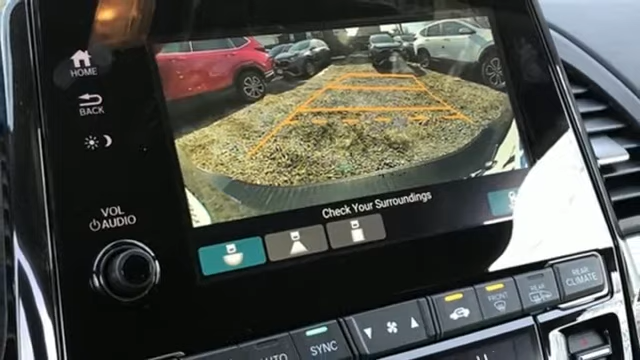 HOME
BACK
VOL
AUDIO
Check Your Surroundings
AUTO
SYNC
FRONT
REAR
REAR
CLIMATE